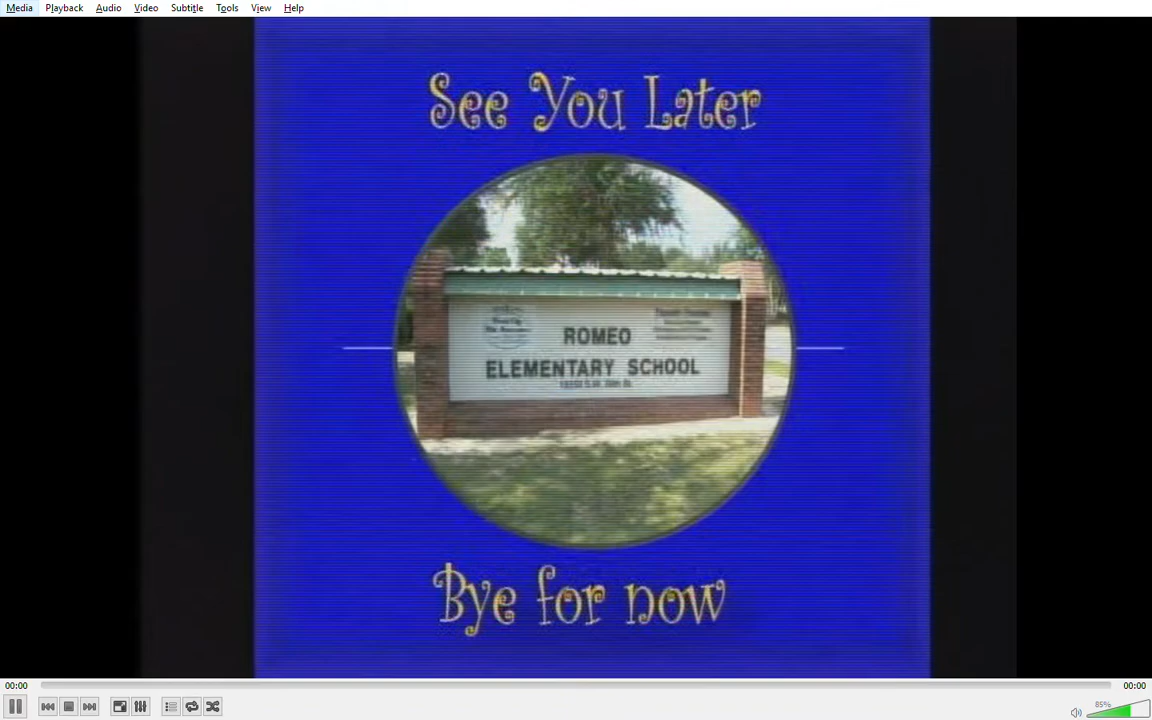 Media Playback Audio Video Subtitle Tools View Help
See You Later
ROMEO
ELEMENTARY SCHOOL
Bye for now
00:00 00:00
85%